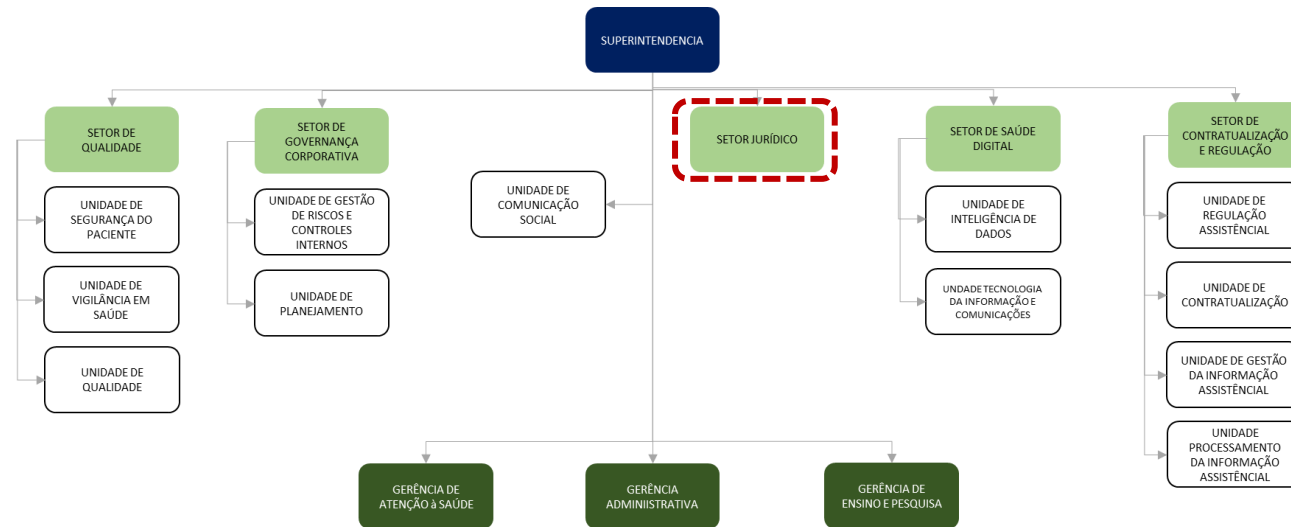 SUPERINTENDENCIA
SETOR DE
QUALIDADE
UNIDADE DE
SEGURANÇA DO
PACIENTE
UNIDADE DE
VIGILÂNCIA EM
SAÚDE
UNIDADE DE
QUALIDADE
SETOR DE
GOVERNANÇA
CORPORATIVA
UNIDADE DE GESTÃO
DE RISCOS E
CONTROLES
INTERNOS
UNIDADE DE
PLANEJAMENTO
UNIDADE DE
COMUNICAÇÃO
SOCIAL
SETOR JURÍDICO
SETOR DE SAÚDE
DIGITAL
UNIDADE DE
INTELIGÊNCIA DE
DADOS
UNDADE TECNOLOGIA
DA INFORMAÇÃO E
COMUNICAÇÕES
SETOR DE
CONTRATUALIZAÇÃO
E REGULAÇÃO
UNIDADE DE
REGULAÇÃO
ASSISTÊNCIAL
UNIDADE DE
CONTRATUALIZAÇÃO
UNIDADE DE GESTÃO
DA INFORMAÇÃO
ASSISTÊNCIAL
UNIDADE
PROCESSAMENTO
DA INFORMAÇÃO
ASSISTÊNCIAL
GERÊNCIA DE
ATENÇÃO à SAÚDE
GERÊNCIA
ADMINIISTRATIVA
GERÊNCIA DE
ENSINO E PESQUISA